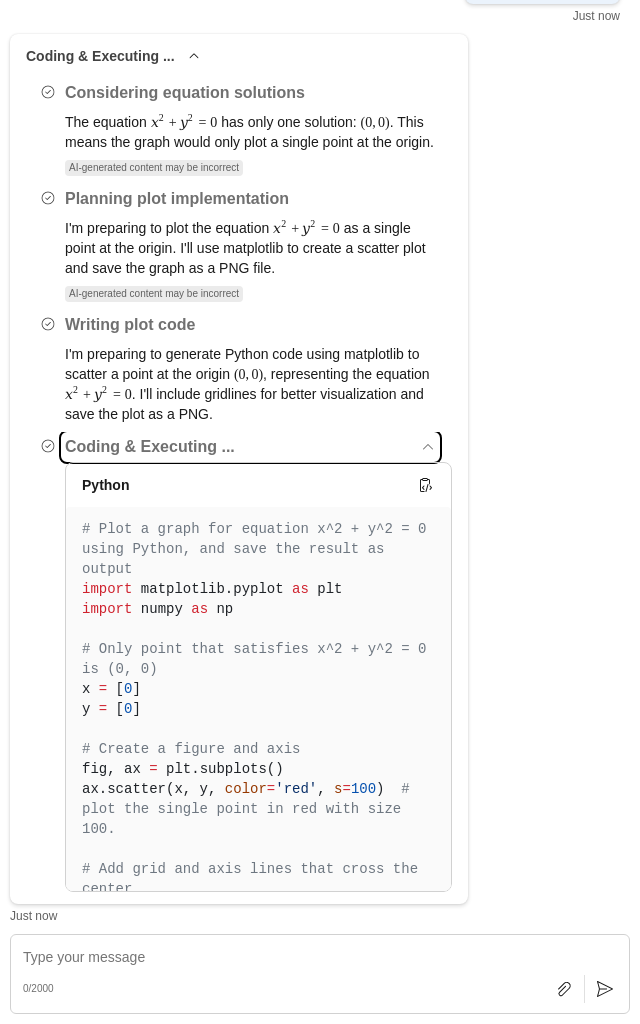 Just now
Coding & Executing ...
Considering equation solutions
The equation x² + y² = 0 has only one solution: (0, 0). This
means the graph would only plot a single point at the origin.
AI-generated content may be incorrect
Planning plot implementation
I'm preparing to plot the equation x² + y² = 0 as a single
point at the origin. I'll use matplotlib to create a scatter plot
and save the graph as a PNG file.
AI-generated content may be incorrect
Writing plot code
I'm preparing to generate Python code using matplotlib to
scatter a point at the origin (0, 0), representing the equation
x² + y² = 0. I'll include gridlines for better visualization and
save the plot as a PNG.
Coding & Executing ...
Python
# Plot a graph for equation x^2 + y^2 = 0
using Python, and save the result as
output
import matplotlib.pyplot as plt
import numpy as np
# Only point that satisfies x^2 + y^2 = 0
is (0, 0)
x = [0]
y = [0]
# Create a figure and axis
fig, ax = plt.subplots()
ax.scatter(x, y, color='red', s=100)  #
plot the single point in red with size
100.
# Add grid and axis lines that cross the
center
Just now
Type your message
0/2000